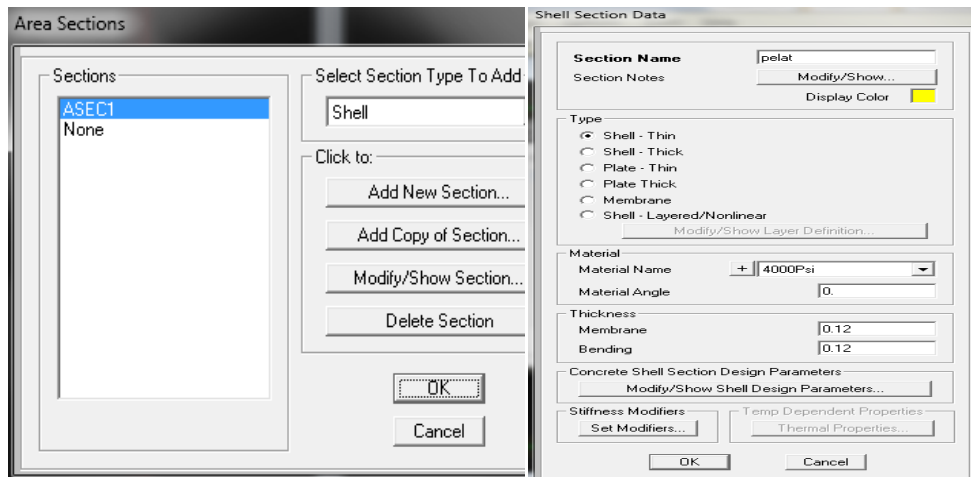 Area Sections
Sections
ASEC1
None
Select Section Type To Add
Shell
Click to:
Add New Section...
Add Copy of Section...
Modify/Show Section...
Delete Section
OK
Cancel
Shell Section Data
Section Name pelat
Section Notes Modify/Show...
Display Color
Type
Shell - Thin
Shell - Thick
Plate - Thin
Plate Thick
Membrane
Shell - Layered/Nonlinear
Modify/Show Layer Definition...
Material
Material Name + 4000Psi
Material Angle 0.
Thickness
Membrane 0.12
Bending 0.12
Concrete Shell Section Design Parameters
Modify/Show Shell Design Parameters...
Stiffness Modifiers
Set Modifiers...
Temp Dependent Properties
Thermal Properties...
OK Cancel